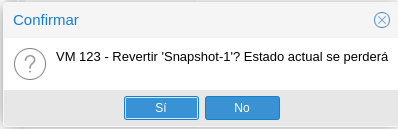 Confirmar
VM 123 - Revertir 'Snapshot-1'? Estado actual se perderá
Sí
No